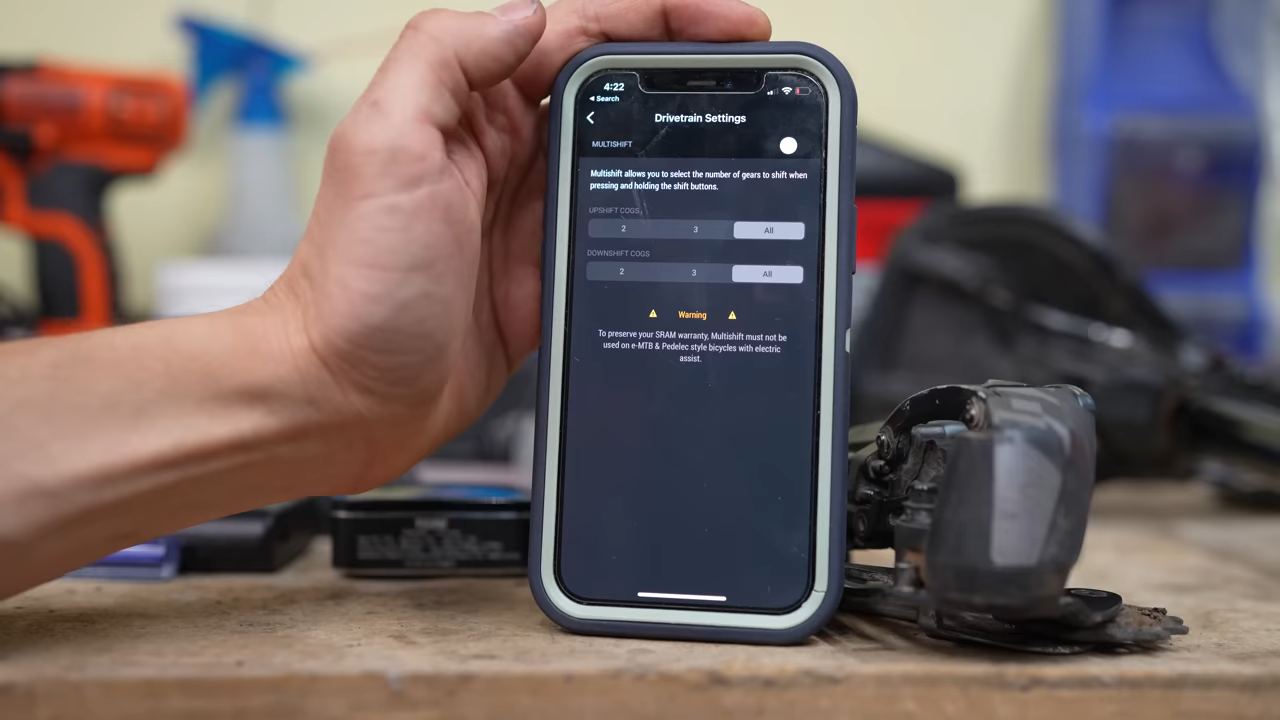 4:22
◂ Search
Drivetrain Settings
MULTISHIFT
Multishift allows you to select the number of gears to shift when
pressing and holding the shift buttons.
UPSHIFT COGS
2 3 All
DOWNSHIFT COGS
2 3 All
Warning
To preserve your SRAM warranty, Multishift must not be
used on e-MTB & Pedelec style bicycles with electric
assist.